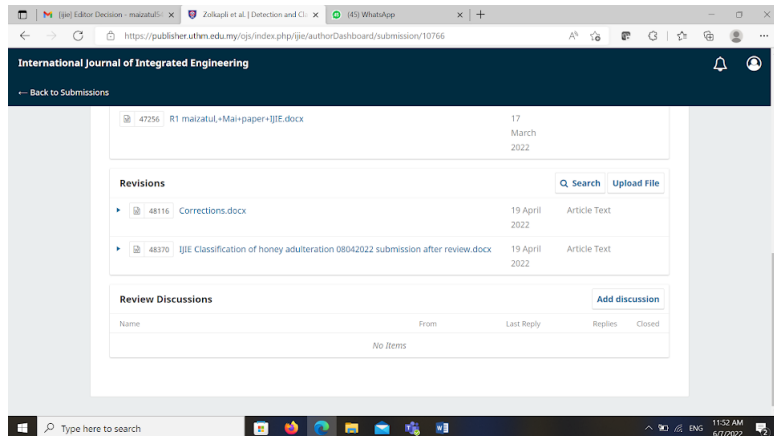 [ijie] Editor Decision - maizatul54
Zolkapli et al. | Detection and Cl
(45) WhatsApp
https://publisher.uthm.edu.my/ojs/index.php/ijie/authorDashboard/submission/10766
International Journal of Integrated Engineering
← Back to Submissions
47256 R1 maizatul,+Mai+paper+IJIE.docx 17
March
2022
Revisions Search Upload File
48116 Corrections.docx 19 April Article Text
2022
48370 IJIE Classification of honey adulteration 08042022 submission after review.docx 19 April Article Text
2022
Review Discussions Add discussion
Name From Last Reply Replies Closed
No Items
Type here to search ENG 11:52 AM
6/7/2022